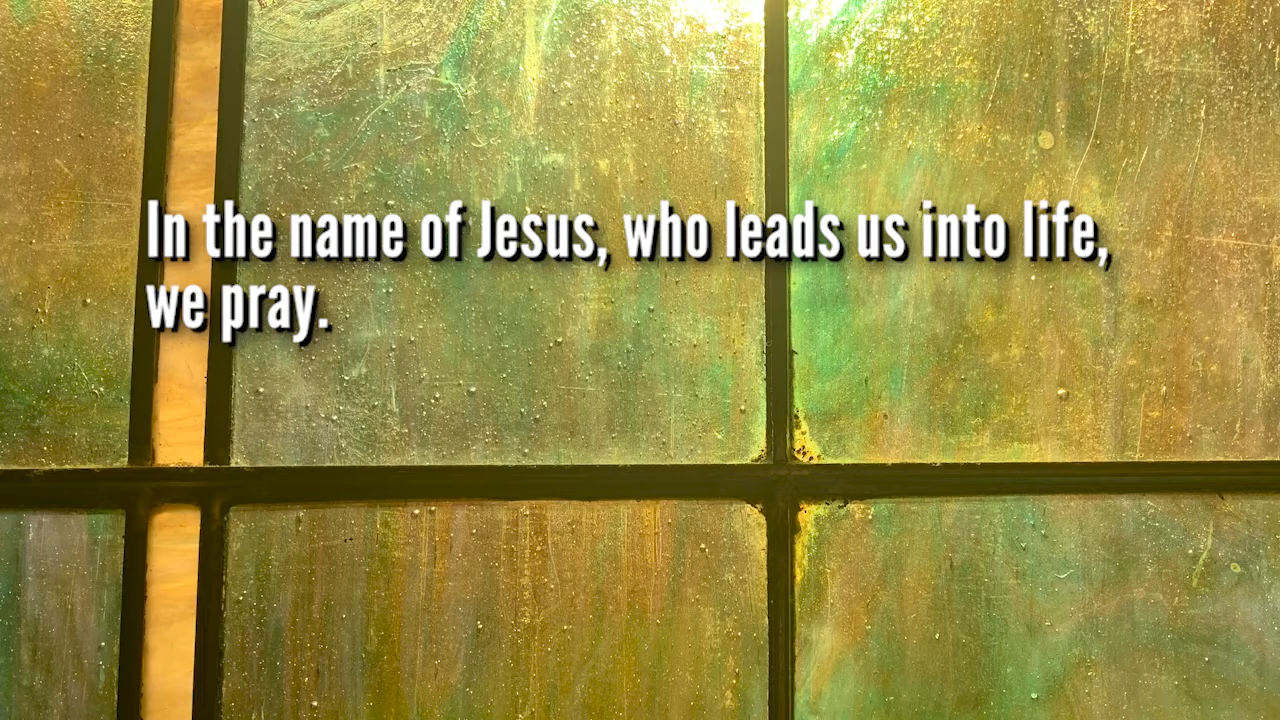 In the name of Jesus, who leads us into life,
we pray.